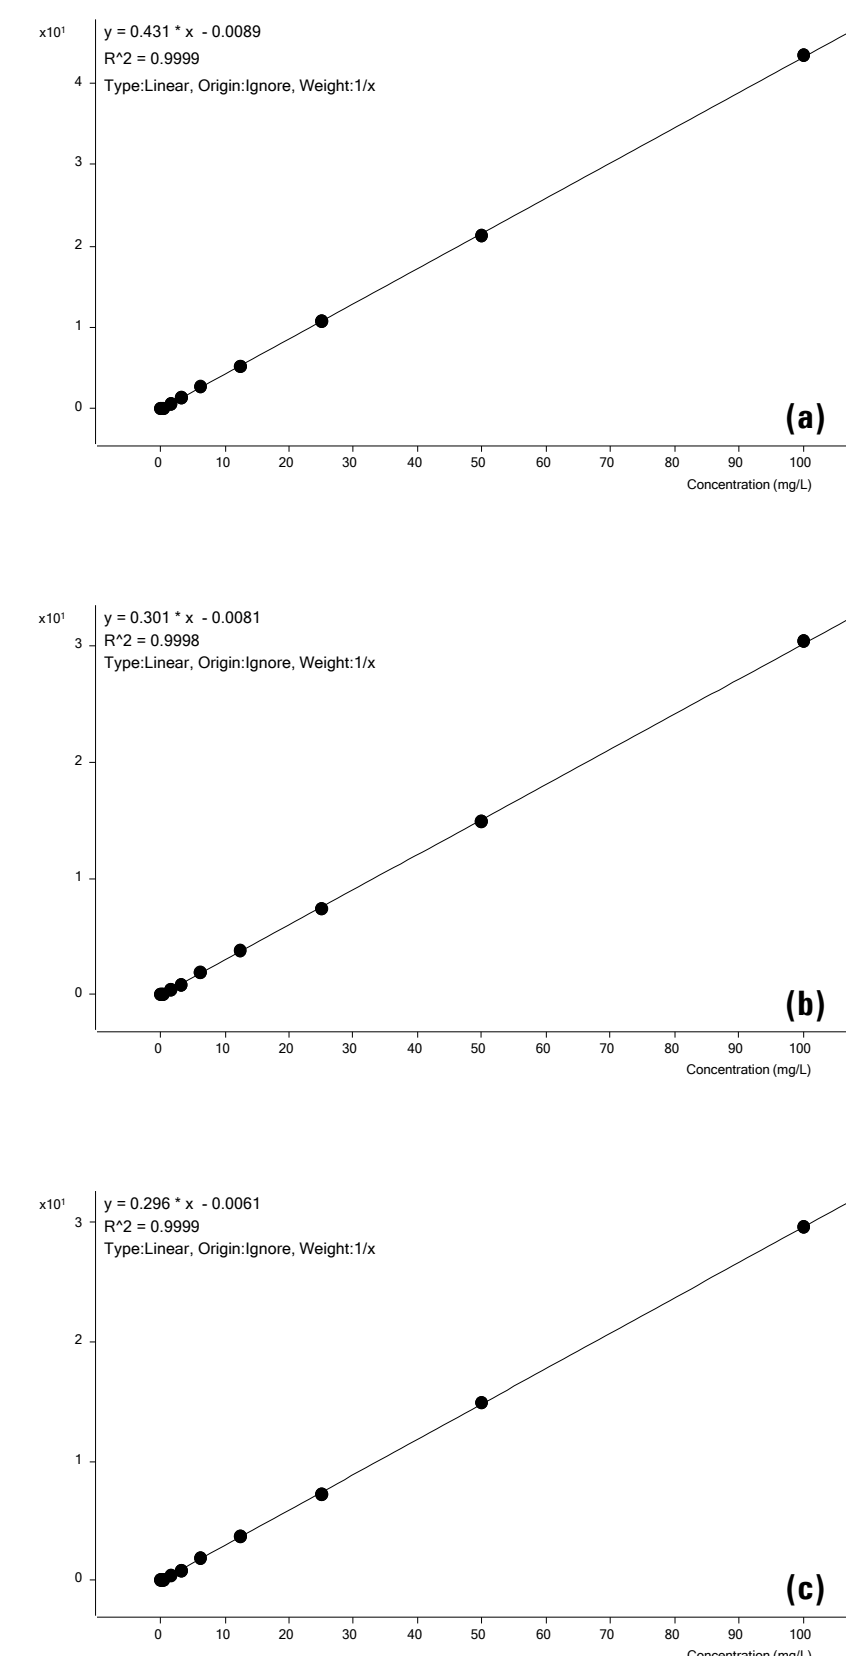 x10¹
y = 0.431 * x - 0.0089
R^2 = 0.9999
Type:Linear, Origin:Ignore, Weight:1/x
4
3
2
1
0
(a)
0 10 20 30 40 50 60 70 80 90 100
Concentration (mg/L)
x10¹
y = 0.301 * x - 0.0081
R^2 = 0.9998
Type:Linear, Origin:Ignore, Weight:1/x
3
2
1
0
(b)
0 10 20 30 40 50 60 70 80 90 100
Concentration (mg/L)
x10¹
y = 0.296 * x - 0.0061
R^2 = 0.9999
Type:Linear, Origin:Ignore, Weight:1/x
3
2
1
0
(c)
0 10 20 30 40 50 60 70 80 90 100
Concentration (mg/L)